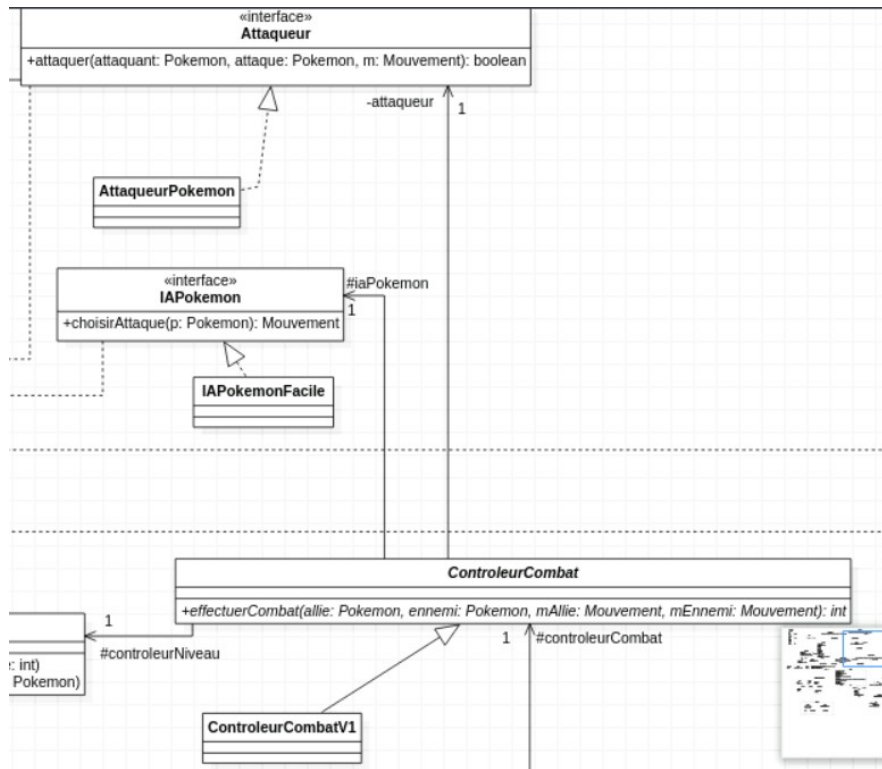 «interface»
Attaqueur
+attaquer(attaquant: Pokemon, attaque: Pokemon, m: Mouvement): boolean
-attaqueur
1
AttaqueurPokemon
«interface»
IAPokemon
+choisirAttaque(p: Pokemon): Mouvement
#iaPokemon
1
IAPokemonFacile
ControleurCombat
+effectuerCombat(allie: Pokemon, ennemi: Pokemon, mAllie: Mouvement, mEnnemi: Mouvement): int
1
#controleurNiveau
e: int)
Pokemon)
1
#controleurCombat
ControleurCombatV1